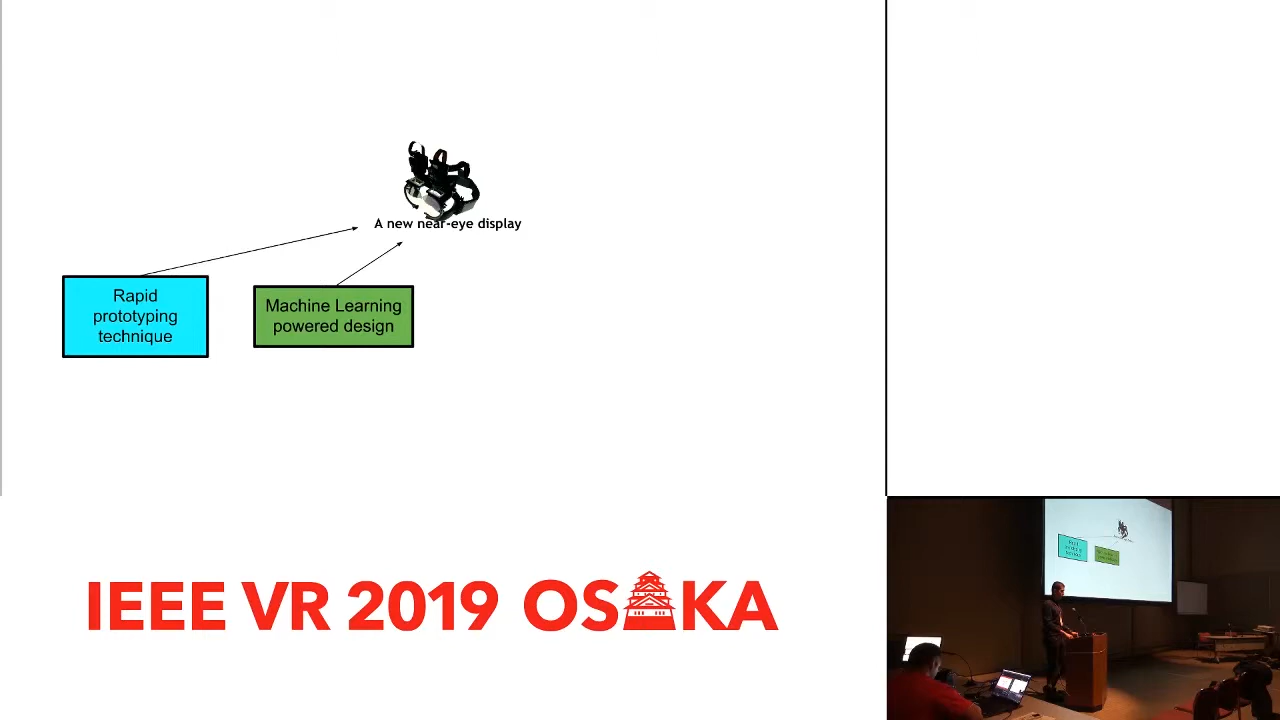 A new near-eye display
Rapid
prototyping
technique
Machine Learning
powered design
IEEE VR 2019 OSAKA